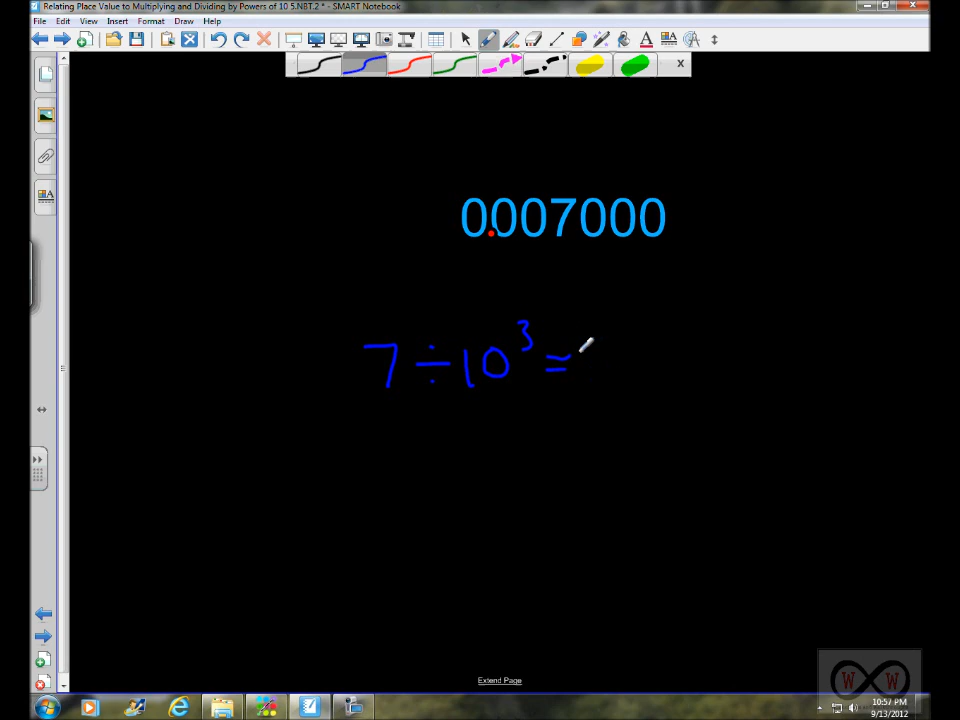 Relating Place Value to Multiplying and Dividing by Powers of 10 5.NBT.2 * - SMART Notebook
File Edit View Insert Format Draw Help
x
0.007000
7 ÷ 10³ =
Extend Page
W W
10:57 PM
9/13/2012